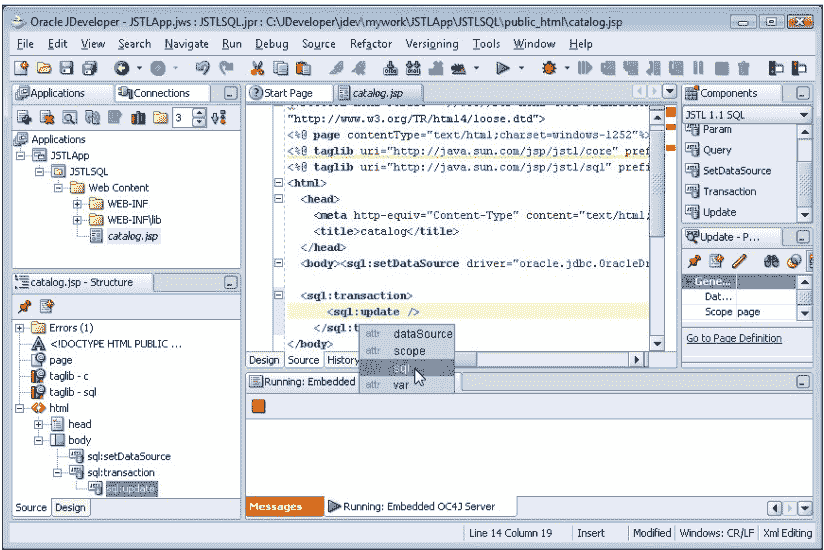 Oracle JDeveloper - JSTLApp.jws : JSTLSQL.jpr : C:\JDeveloper\jdev\mywork\JSTLApp\JSTLSQL\public_html\catalog.jsp
File Edit View Search Navigate Run Debug Source Refactor Versioning Tools Window Help
Applications Connections
3
Applications
JSTLApp
JSTLSQL
Web Content
WEB-INF
WEB-INF\lib
catalog.jsp
catalog.jsp - Structure
Errors (1)
<!DOCTYPE HTML PUBLIC ...
page
taglib - c
taglib - sql
html
head
body
sql:setDataSource
sql:transaction
sql:update
Source Design
Start Page catalog.jsp
"http://www.w3.org/TR/html4/loose.dtd">
<%@ page contentType="text/html;charset=windows-1252"%>
<%@ taglib uri="http://java.sun.com/jsp/jstl/core" pref
<%@ taglib uri="http://java.sun.com/jsp/jstl/sql" prefi
<html>
<head>
<meta http-equiv="Content-Type" content="text/html;
<title>catalog</title>
</head>
<body><sql:setDataSource driver="oracle.jdbc.OracleDr
<sql:transaction>
<sql:update />
</sql:t
</body>
attr dataSource
attr scope
attr sql
attr var
Design Source History
Components
JSTL 1.1 SQL
Param
Query
SetDataSource
Transaction
Update
Update - P...
Gene...
Dat...
Scope page
Go to Page Definition
Running: Embedded
Messages Running: Embedded OC4J Server
Line 14 Column 19 Insert Modified Windows: CR/LF Xml Editing